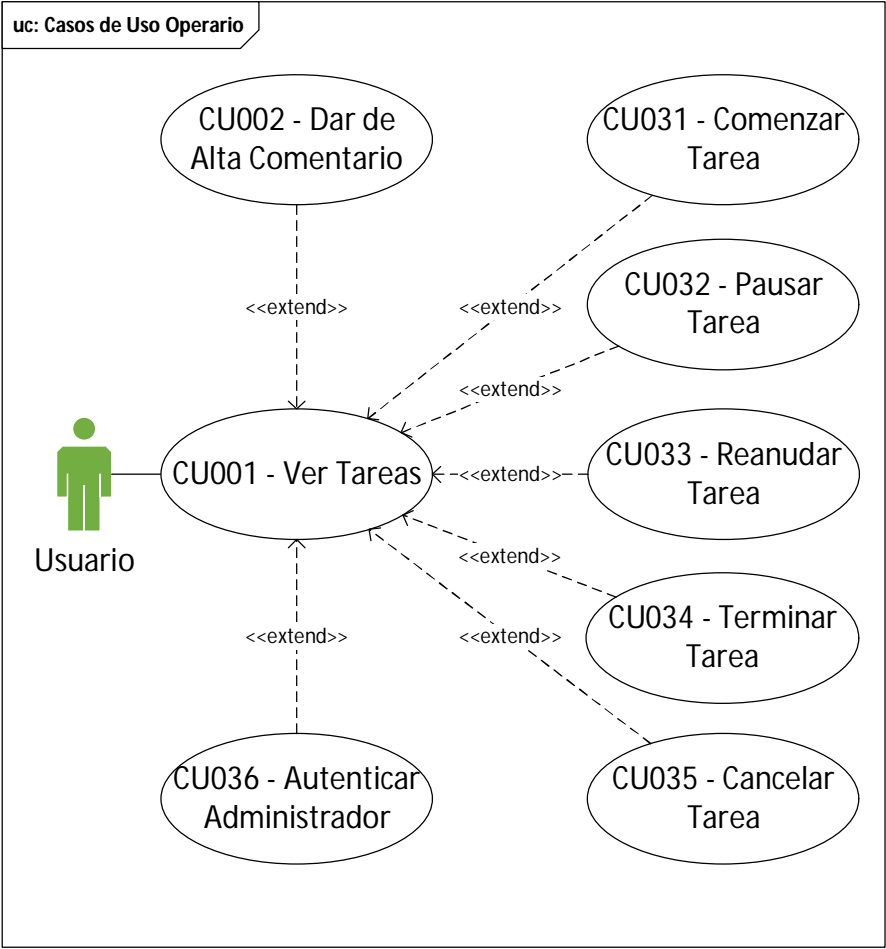 uc: Casos de Uso Operario
CU002 - Dar de
Alta Comentario
CU031 - Comenzar
Tarea
CU032 - Pausar
Tarea
<<extend>>
<<extend>>
<<extend>>
CU001 - Ver Tareas
CU033 - Reanudar
Tarea
<<extend>>
Usuario
<<extend>>
CU034 - Terminar
Tarea
<<extend>>
<<extend>>
CU036 - Autenticar
Administrador
CU035 - Cancelar
Tarea